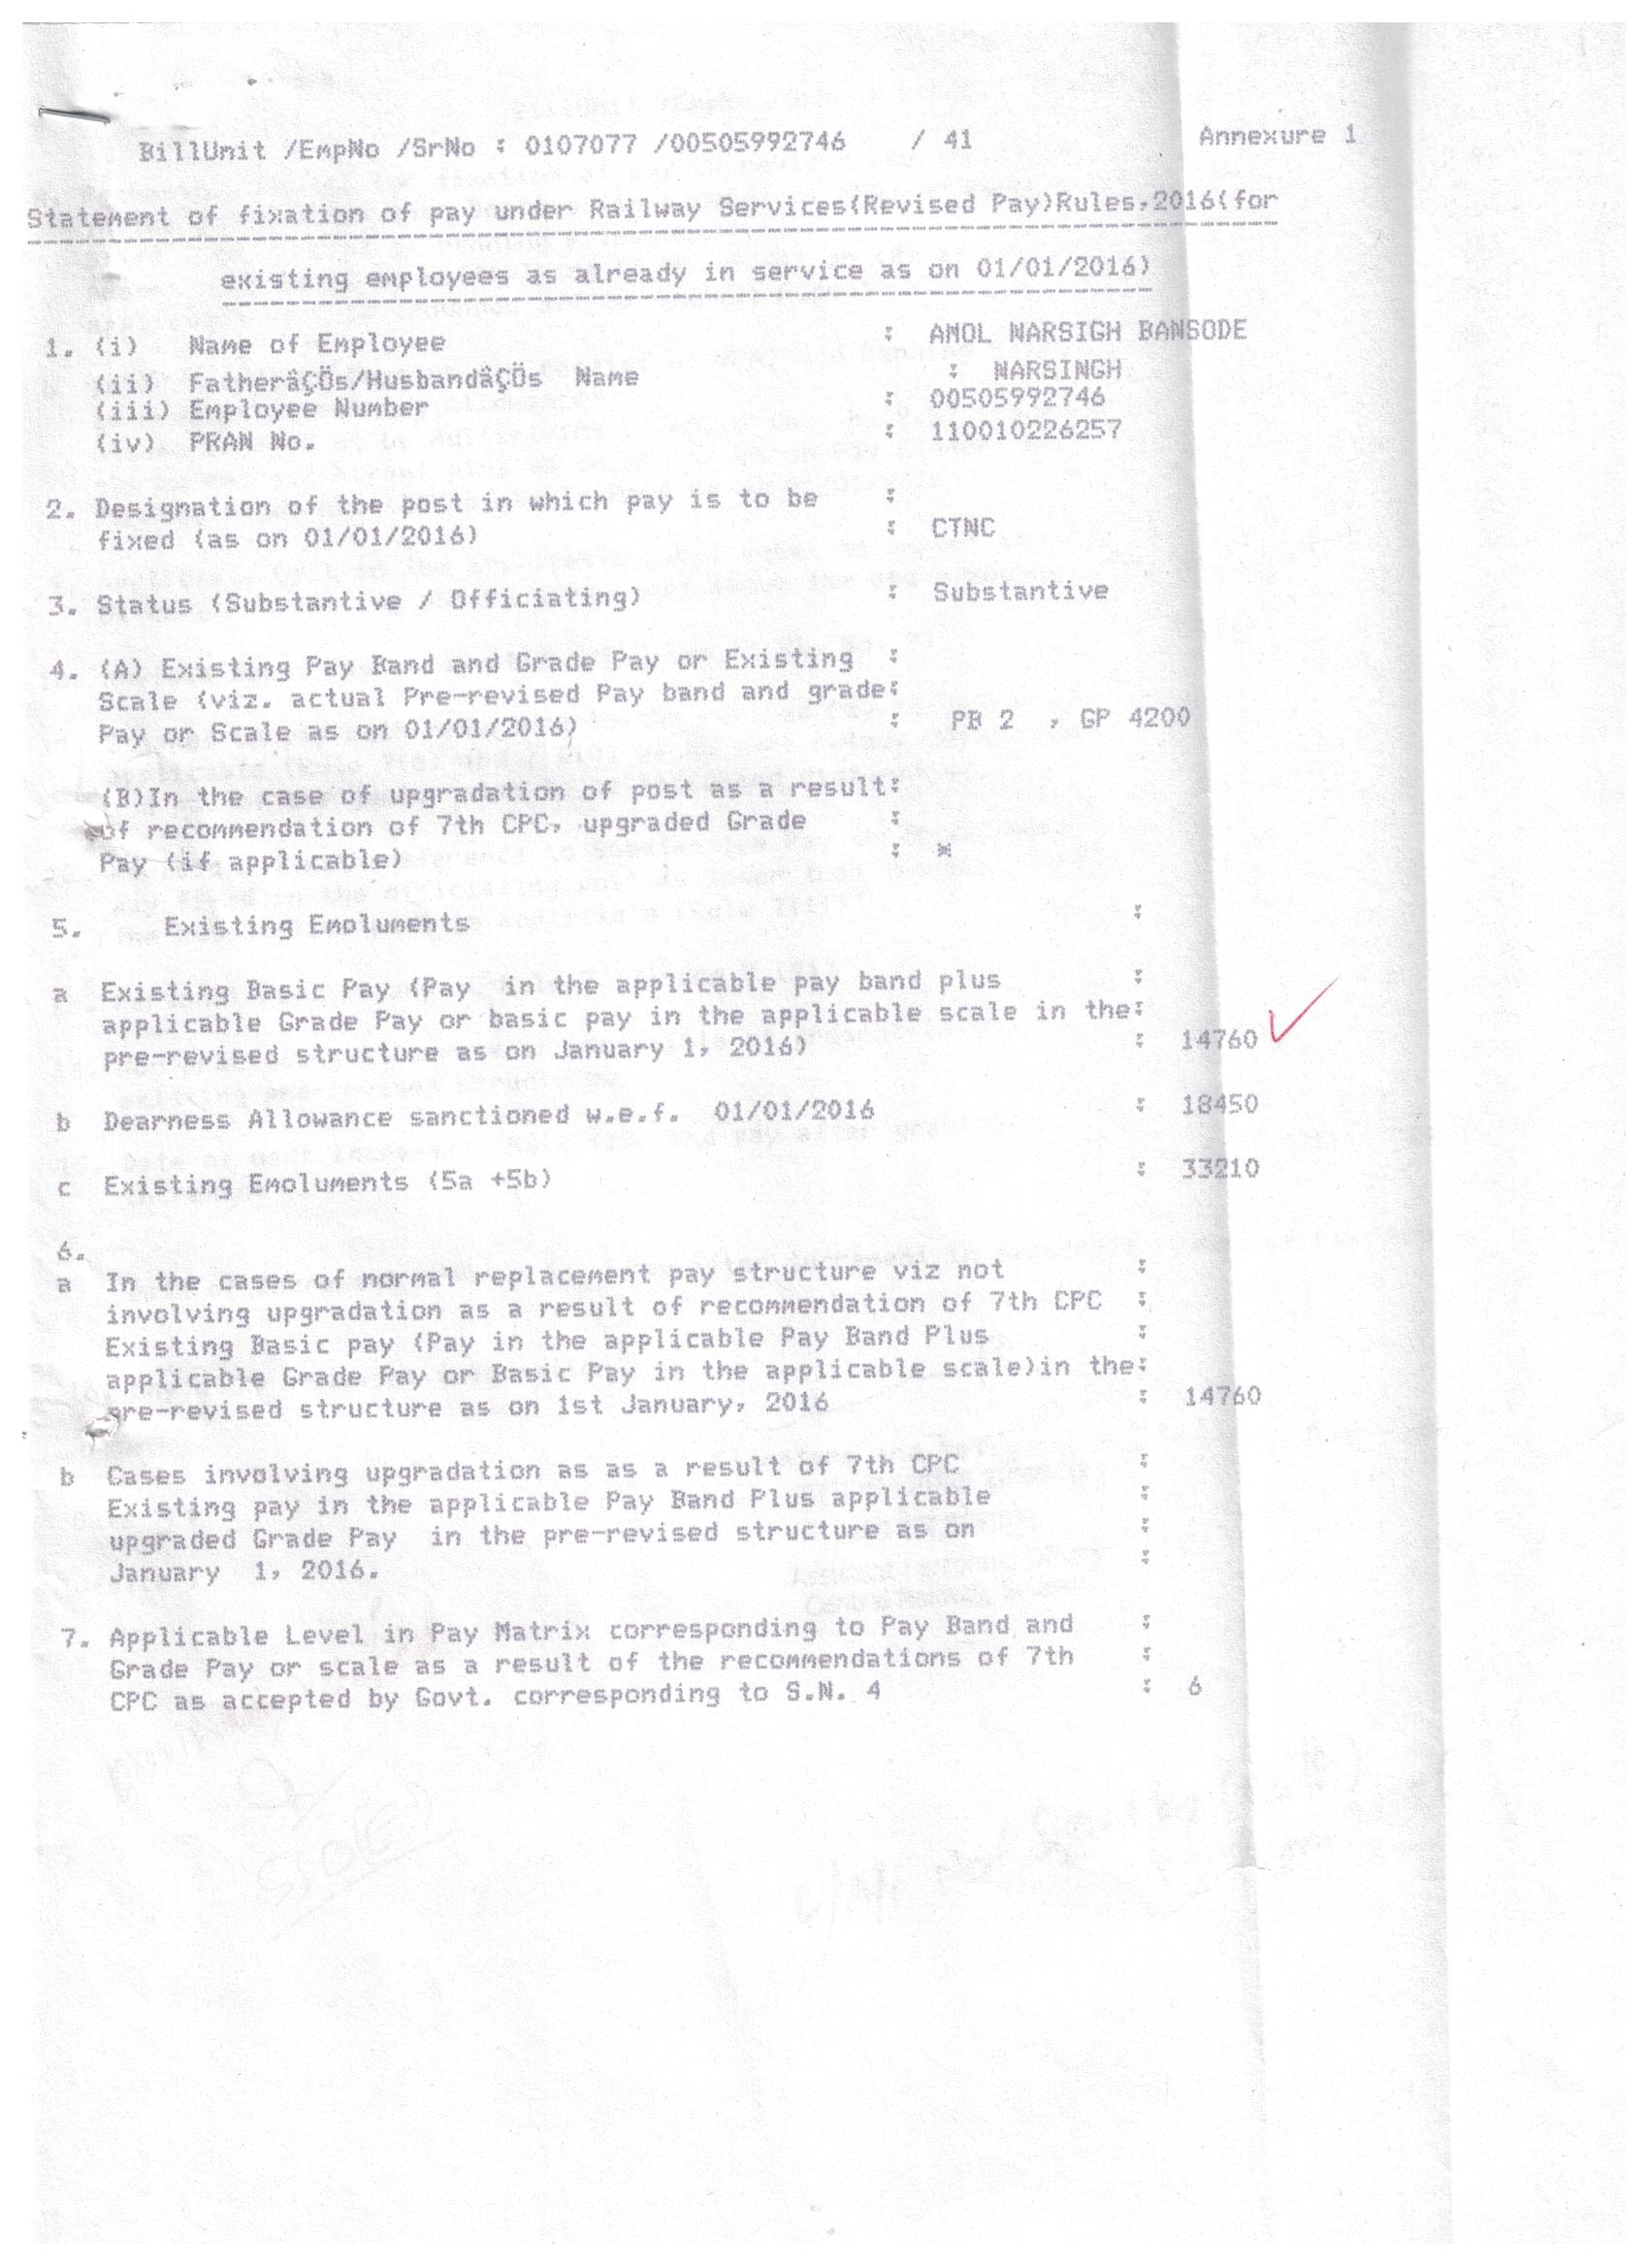 BillUnit /EmpNo /SrNo : 0107077 /00505992746 / 41 Annexure 1
Statement of fixation of pay under Railway Services(Revised Pay)Rules,2016(for
existing employees as already in service as on 01/01/2016)
1. (i) Name of Employee : AMOL NARSIGH BANSODE
(ii) FatherâÇÖs/HusbandâÇÖs Name : NARSINGH
(iii) Employee Number : 00505992746
(iv) PRAN No. : 110010226257
2. Designation of the post in which pay is to be :
fixed (as on 01/01/2016) : CTNC
3. Status (Substantive / Officiating) : Substantive
4. (A) Existing Pay Band and Grade Pay or Existing :
Scale (viz. actual Pre-revised Pay band and grade:
Pay or Scale as on 01/01/2016) : PB 2 , GP 4200
(B)In the case of upgradation of post as a result:
of recommendation of 7th CPC, upgraded Grade :
Pay (if applicable) : *
5. Existing Emoluments :
a Existing Basic Pay (Pay in the applicable pay band plus :
applicable Grade Pay or basic pay in the applicable scale in the:
pre-revised structure as on January 1, 2016) : 14760
b Dearness Allowance sanctioned w.e.f. 01/01/2016 : 18450
c Existing Emoluments (5a +5b) : 33210
6.
a In the cases of normal replacement pay structure viz not :
involving upgradation as a result of recommendation of 7th CPC :
Existing Basic pay (Pay in the applicable Pay Band Plus :
applicable Grade Pay or Basic Pay in the applicable scale)in the:
pre-revised structure as on 1st January, 2016 : 14760
b Cases involving upgradation as as a result of 7th CPC :
Existing pay in the applicable Pay Band Plus applicable :
upgraded Grade Pay in the pre-revised structure as on :
January 1, 2016. :
7. Applicable Level in Pay Matrix corresponding to Pay Band and :
Grade Pay or scale as a result of the recommendations of 7th :
CPC as accepted by Govt. corresponding to S.N. 4 : 6